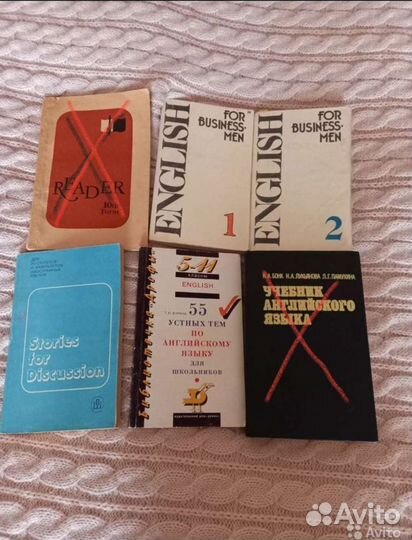 READER
10th
Form
ENGLISH
FOR
BUSINESS-
MEN
1
ENGLISH
FOR
BUSINESS-
MEN
2
Stories
for
Discussion
5-11
классы
ENGLISH
55
УСТНЫХ ТЕМ
ПО
АНГЛИЙСКОМУ
ЯЗЫКУ
ДЛЯ
ШКОЛЬНИКОВ
Н.А.БОНК Н.А.ЛУКЬЯНОВА Л.Г.ПАМУХИНА
УЧЕБНИК
АНГЛИЙСКОГО
ЯЗЫКА
Avito
Avito